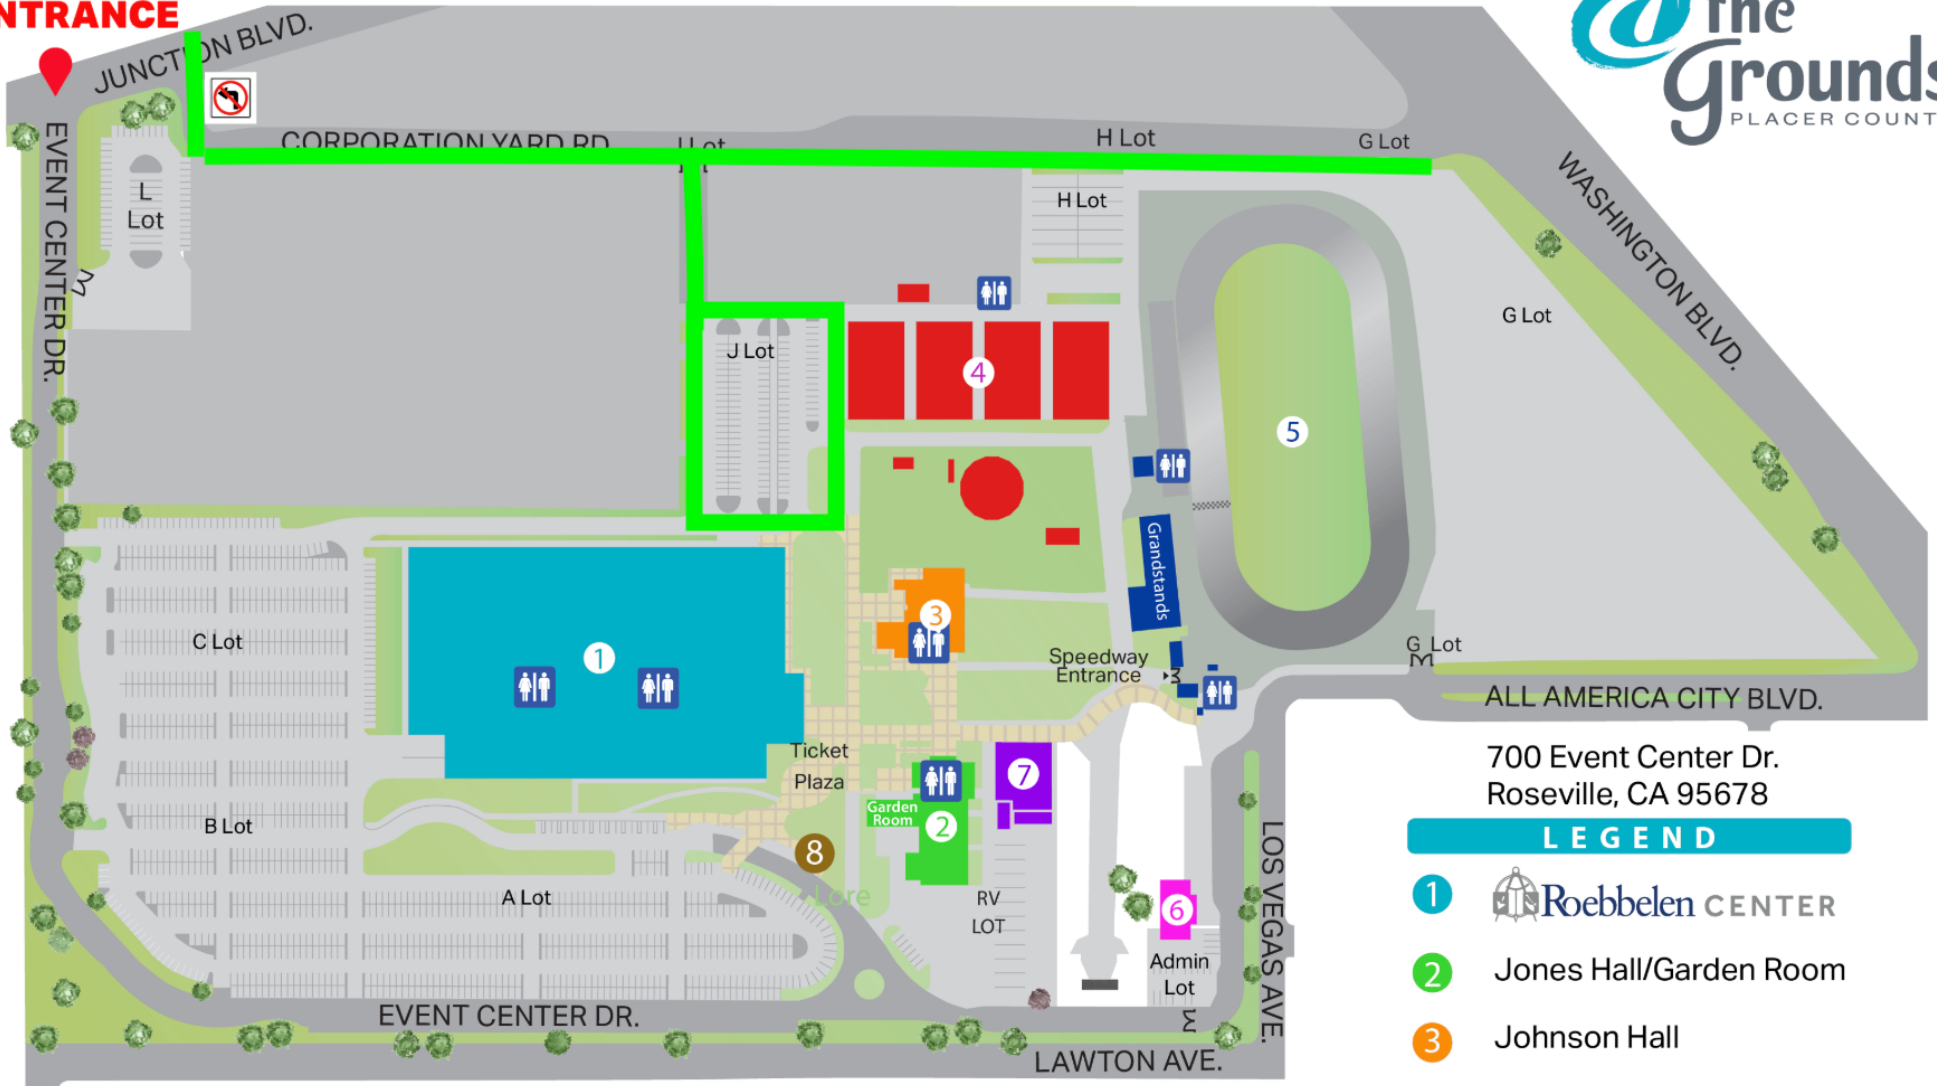 ENTRANCE
the
Grounds
PLACER COUNT
JUNCTION BLVD.
CORPORATION YARD RD
H Lot
G Lot
WASHINGTON BLVD.
EVENT CENTER DR.
L
Lot
H Lot
G Lot
J Lot
4
5
Grandstands
3
C Lot
1
Speedway
Entrance
G Lot
ALL AMERICA CITY BLVD.
Ticket
Plaza
7
Garden
Room
2
B Lot
8
Lore
A Lot
RV
LOT
6
Admin
Lot
LOS VEGAS AVE.
EVENT CENTER DR.
LAWTON AVE.
700 Event Center Dr.
Roseville, CA 95678
LEGEND
1 Roebbelen CENTER
2 Jones Hall/Garden Room
3 Johnson Hall